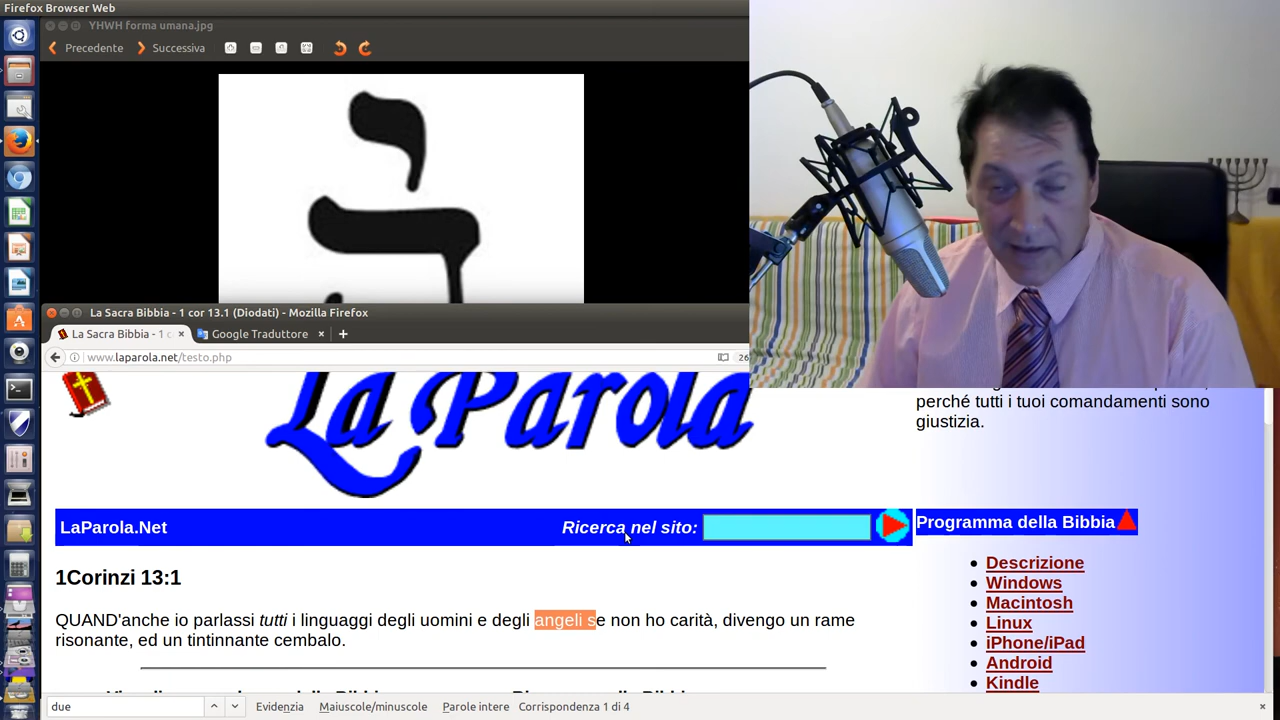 Firefox Browser Web
YHWH forma umana.jpg
Precedente Successiva
י
ה
La Sacra Bibbia - 1 cor 13.1 (Diodati) - Mozilla Firefox
La Sacra Bibbia - 1 c Google Traduttore
www.laparola.net/testo.php 26
La Parola
perché tutti i tuoi comandamenti sono
giustizia.
LaParola.Net Ricerca nel sito:
Programma della Bibbia
Descrizione
Windows
Macintosh
Linux
iPhone/iPad
Android
Kindle
1Corinzi 13:1
QUAND'anche io parlassi tutti i linguaggi degli uomini e degli angeli se non ho carità, divengo un rame
risonante, ed un tintinnante cembalo.
due Evidenzia Maiuscole/minuscole Parole intere Corrispondenza 1 di 4